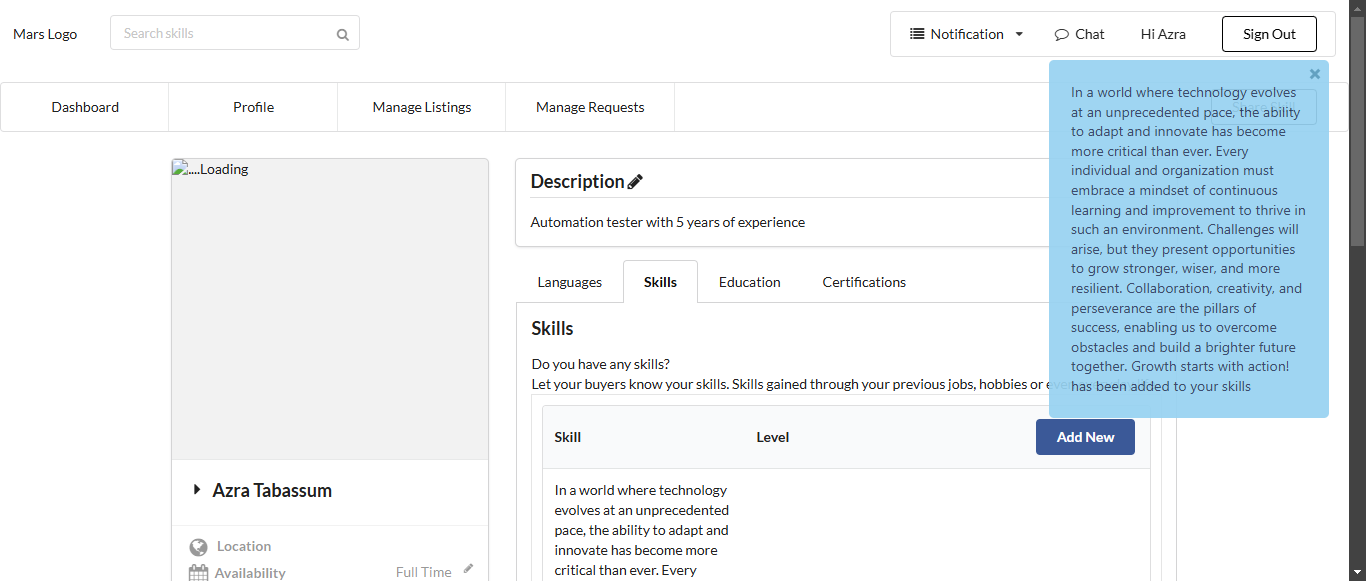 Mars Logo
Search skills
Notification
Chat
Hi Azra
Sign Out
Dashboard
Profile
Manage Listings
Manage Requests
In a world where technology evolves
at an unprecedented pace, the ability
to adapt and innovate has become
more critical than ever. Every
individual and organization must
embrace a mindset of continuous
learning and improvement to thrive in
such an environment. Challenges will
arise, but they present opportunities
to grow stronger, wiser, and more
resilient. Collaboration, creativity, and
perseverance are the pillars of
success, enabling us to overcome
obstacles and build a brighter future
together. Growth starts with action!
has been added to your skills
....Loading
Azra Tabassum
Location
Availability
Full Time
Description
Automation tester with 5 years of experience
Languages
Skills
Education
Certifications
Skills
Do you have any skills?
Let your buyers know your skills. Skills gained through your previous jobs, hobbies or
Skill
Level
Add New
In a world where technology
evolves at an unprecedented
pace, the ability to adapt and
innovate has become more
critical than ever. Every